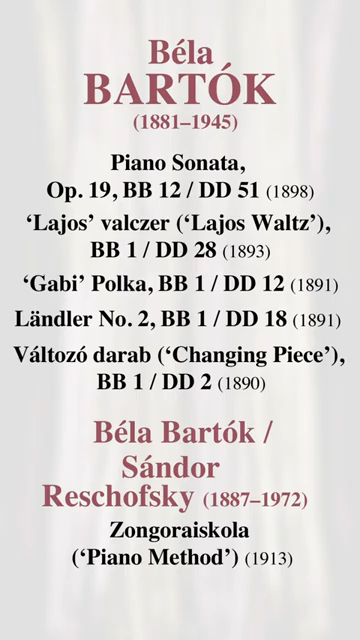 Béla
BARTÓK
(1881–1945)
Piano Sonata,
Op. 19, BB 12 / DD 51 (1898)
‘Lajos’ valczer (‘Lajos Waltz’),
BB 1 / DD 28 (1893)
‘Gabi’ Polka, BB 1 / DD 12 (1891)
Ländler No. 2, BB 1 / DD 18 (1891)
Változó darab (‘Changing Piece’),
BB 1 / DD 2 (1890)
Béla Bartók /
Sándor
Reschofsky (1887–1972)
Zongoraiskola
(‘Piano Method’) (1913)